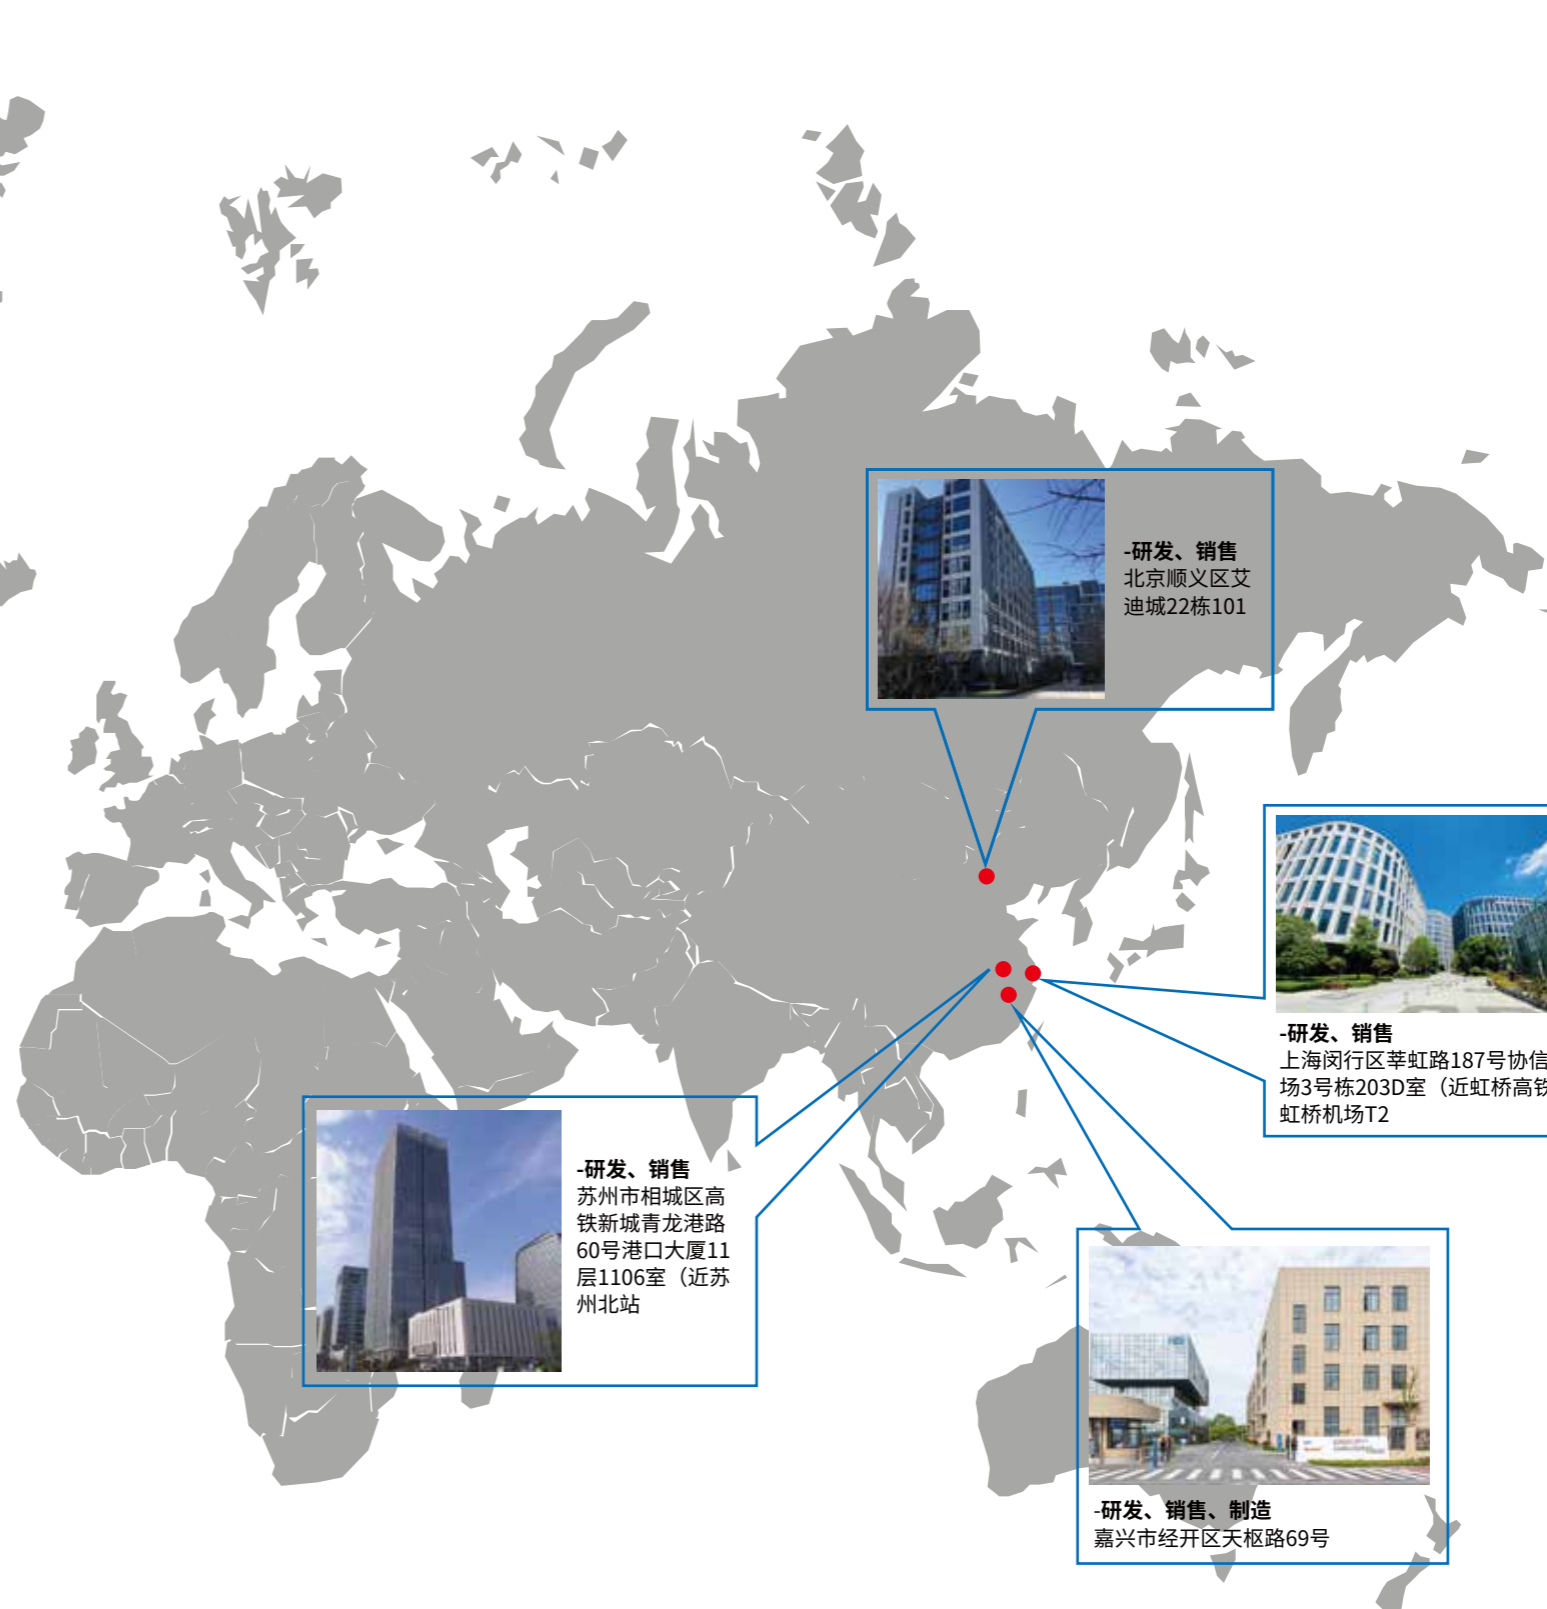 -研发、销售
北京顺义区艾
迪城22栋101
-研发、销售
上海闵行区莘虹路187号协信
场3号栋203D室（近虹桥高铁
虹桥机场T2
-研发、销售
苏州市相城区高
铁新城青龙港路
60号港口大厦11
层1106室（近苏
州北站
-研发、销售、制造
嘉兴市经开区天枢路69号